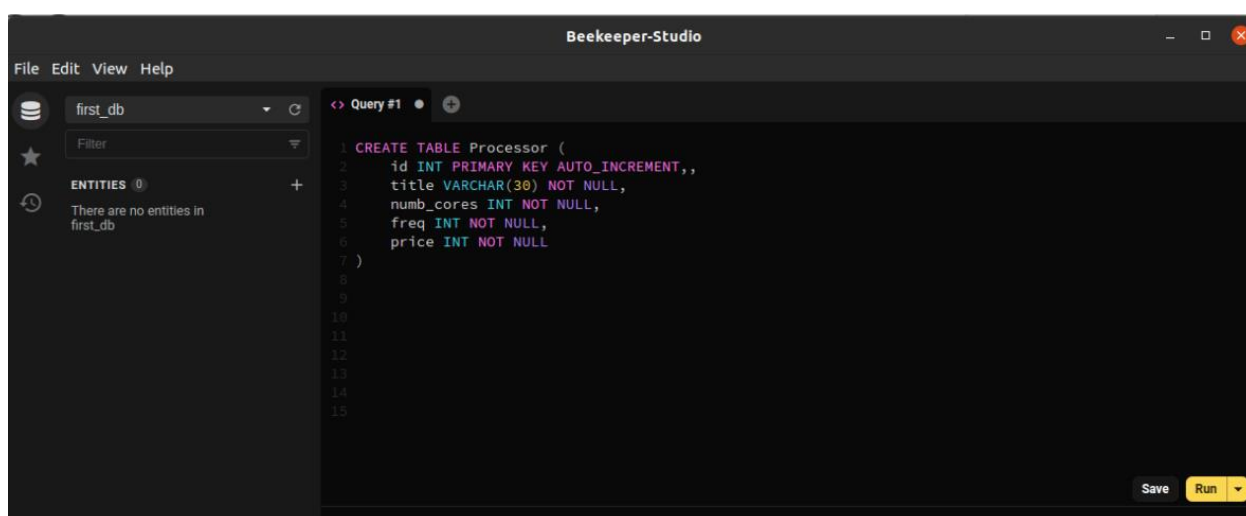 Beekeeper-Studio
File Edit View Help
first_db
Filter
ENTITIES 0
There are no entities in
first_db
<> Query #1
1 CREATE TABLE Processor (
2 id INT PRIMARY KEY AUTO_INCREMENT,,
3 title VARCHAR(30) NOT NULL,
4 numb_cores INT NOT NULL,
5 freq INT NOT NULL,
6 price INT NOT NULL
7 )
8
9
10
11
12
13
14
15
Save Run